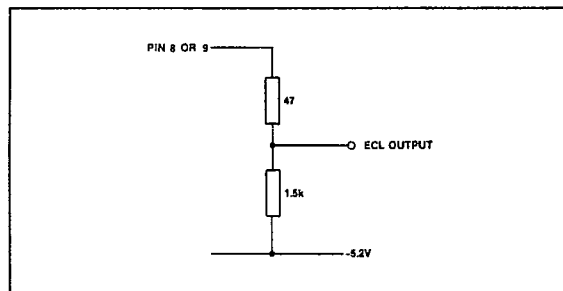 PIN 8 OR 9
47
ECL OUTPUT
1.5k
-5.2V